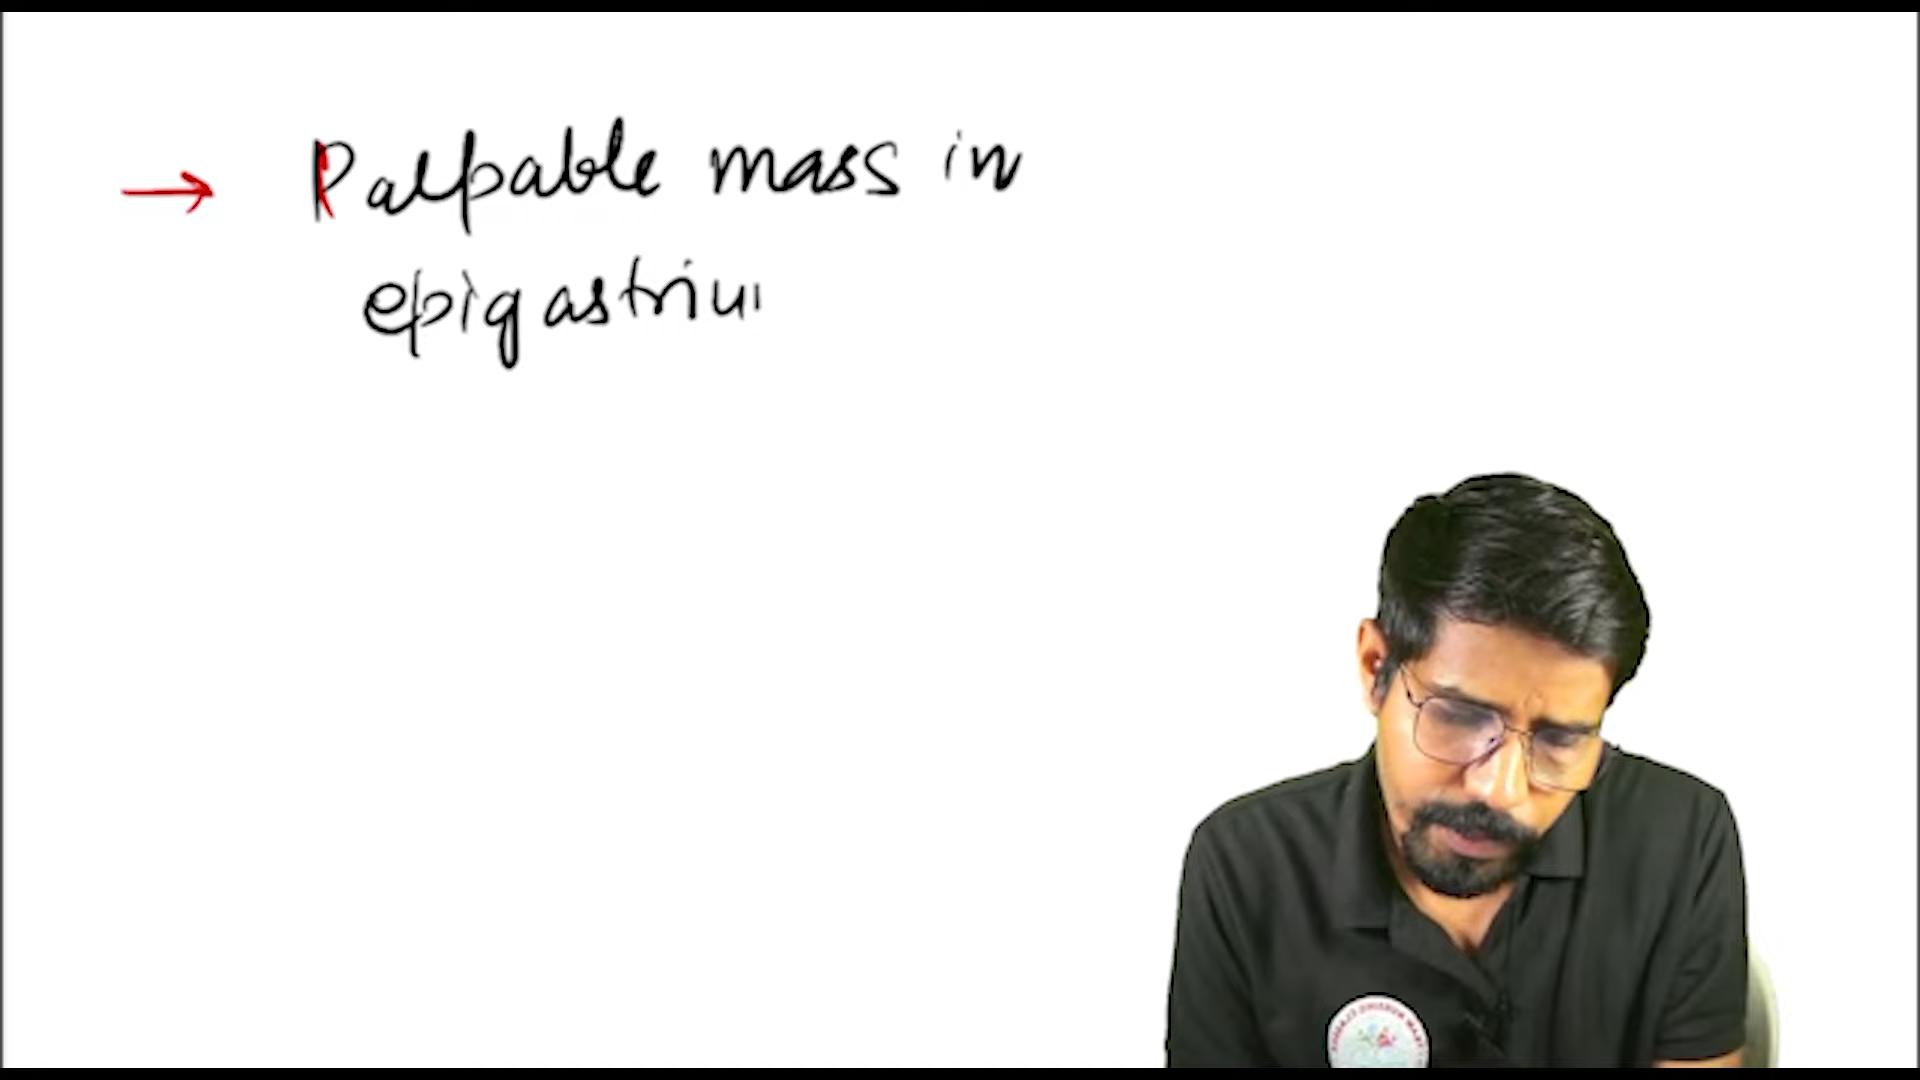 → Palpable mass in
epigastriu